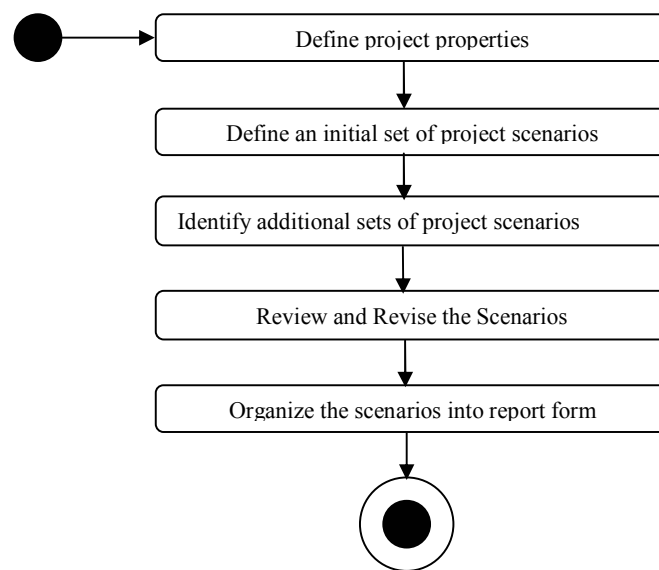 Define project properties
Define an initial set of project scenarios
Identify additional sets of project scenarios
Review and Revise the Scenarios
Organize the scenarios into report form